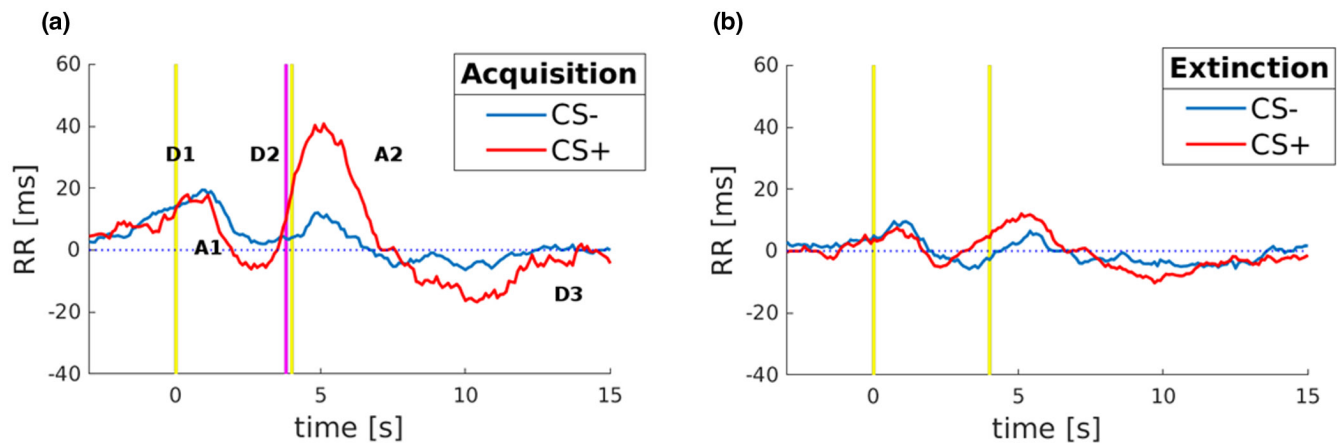 (a)
60
40
20
0
-20
-40
RR [ms]
0
5
10
15
time [s]
D1
A1
D2
A2
D3
Acquisition
CS-
CS+
(b)
60
40
20
0
-20
-40
RR [ms]
0
5
10
15
time [s]
Extinction
CS-
CS+